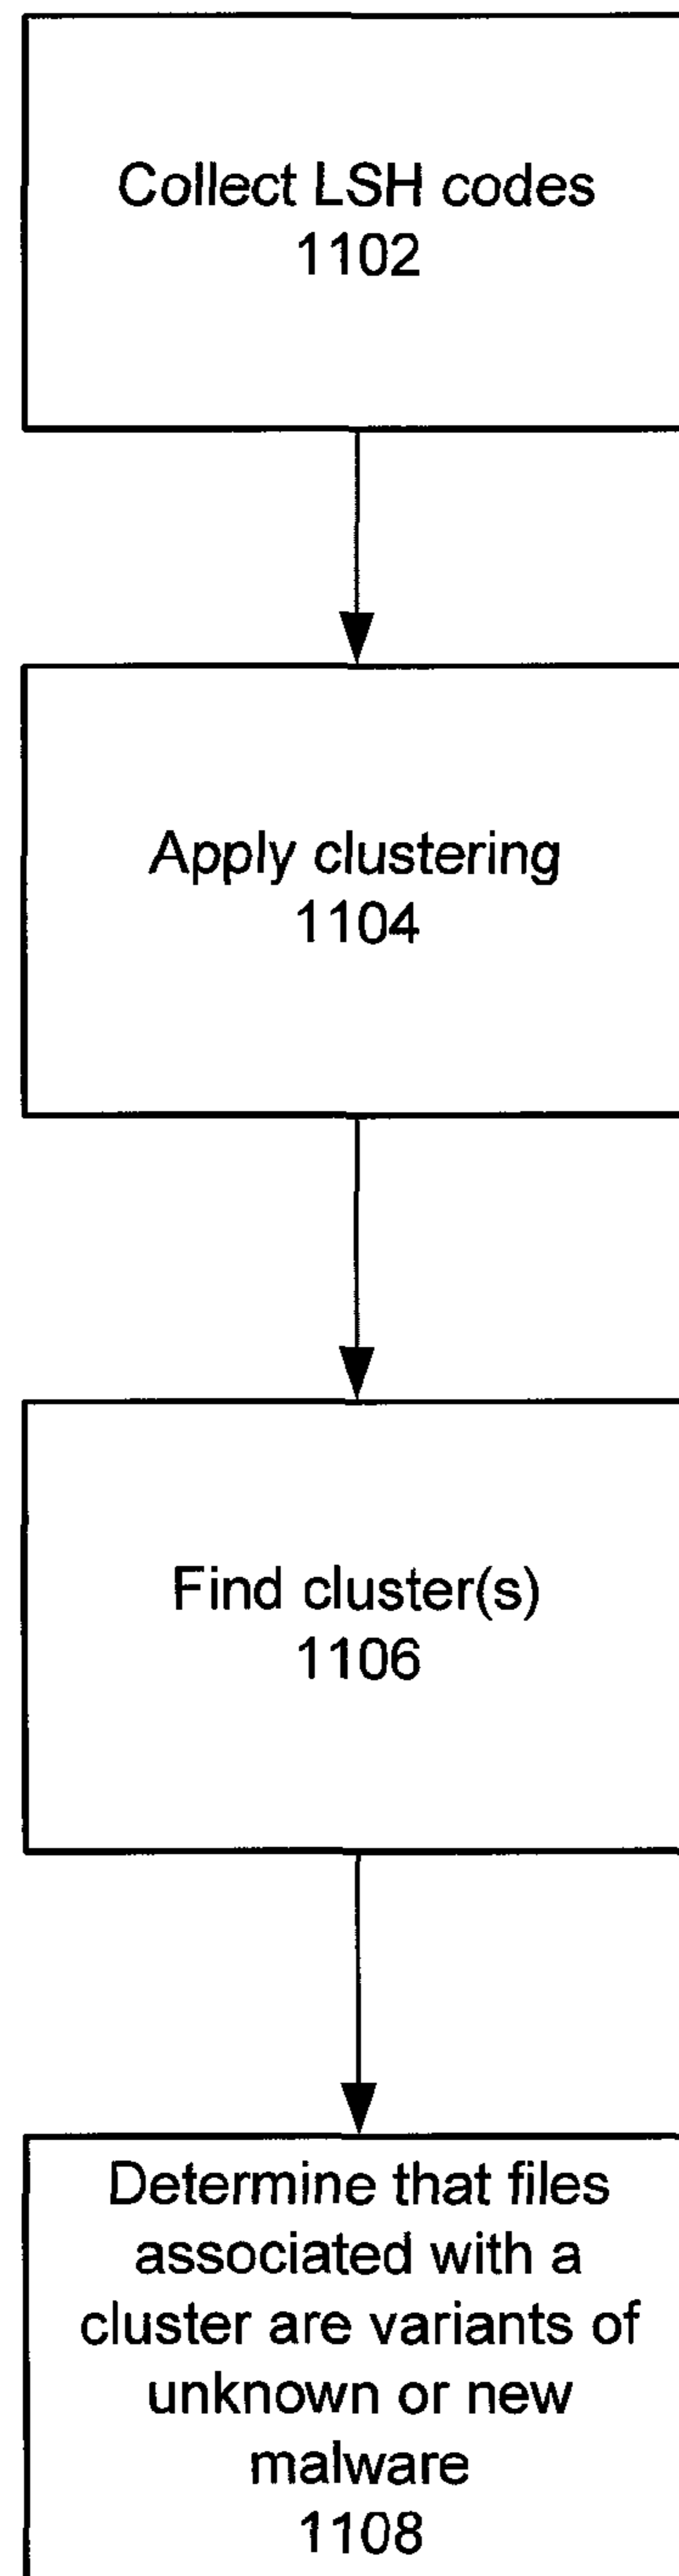 Collect LSH codes
1102
Apply clustering
1104
Find cluster(s)
1106
Determine that files
associated with a
cluster are variants of
unknown or new
malware
1108